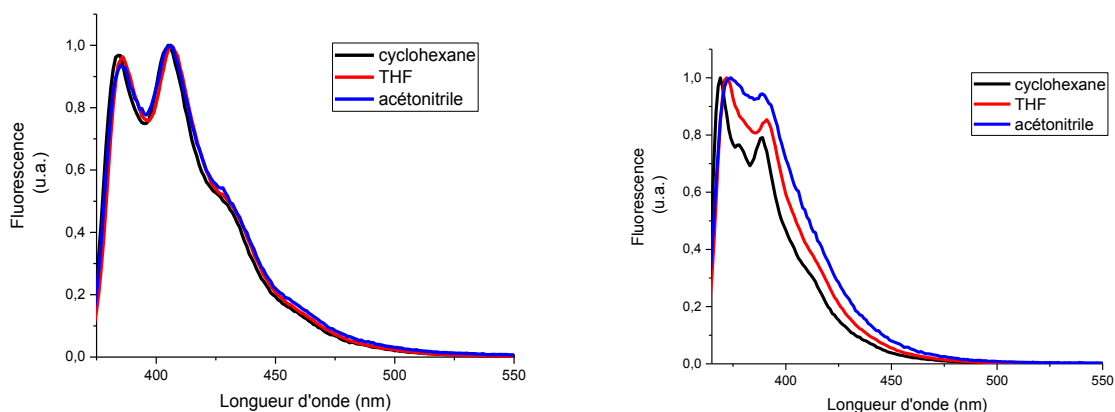 1,0
0,8
0,6
0,4
0,2
0,0
Fluorescence
(u.a.)
cyclohexane
THF
acétonitrile
400
450
500
550
Longueur d'onde (nm)
1,0
0,8
0,6
0,4
0,2
0,0
Fluorescence
(u.a.)
cyclohexane
THF
acétonitrile
400
450
500
550
Longueur d'onde (nm)